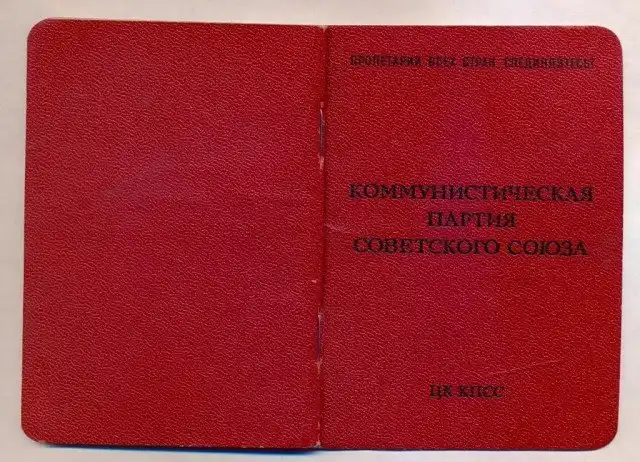 ПРОЛЕТАРИИ ВСЕХ СТРАН, СОЕДИНЯЙТЕСЬ!
КОММУНИСТИЧЕСКАЯ
ПАРТИЯ
СОВЕТСКОГО СОЮЗА
ЦК КПСС